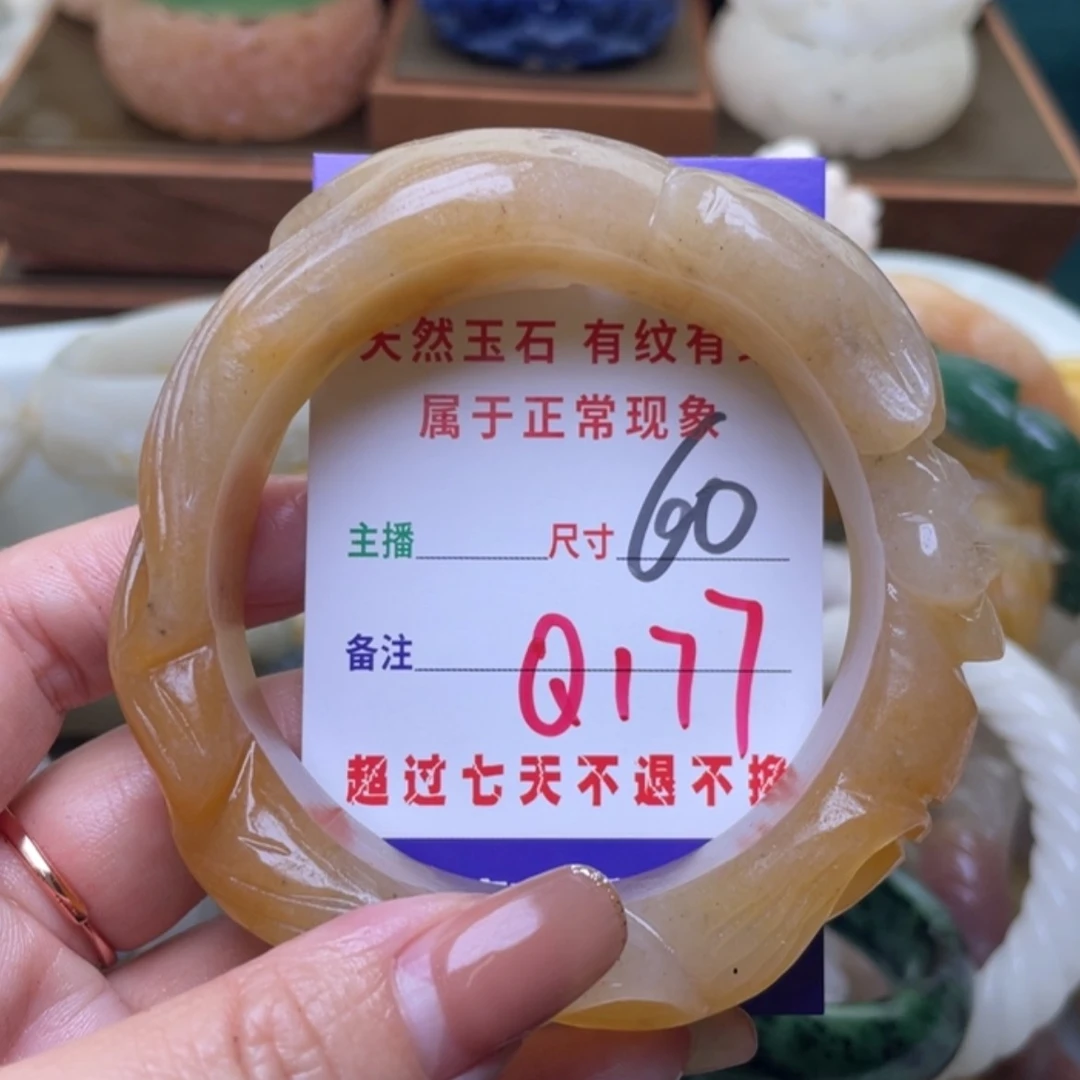 天然玉石 有纹有
属于正常现象
主播 尺寸 60
备注 Q177
超过七天不退不换